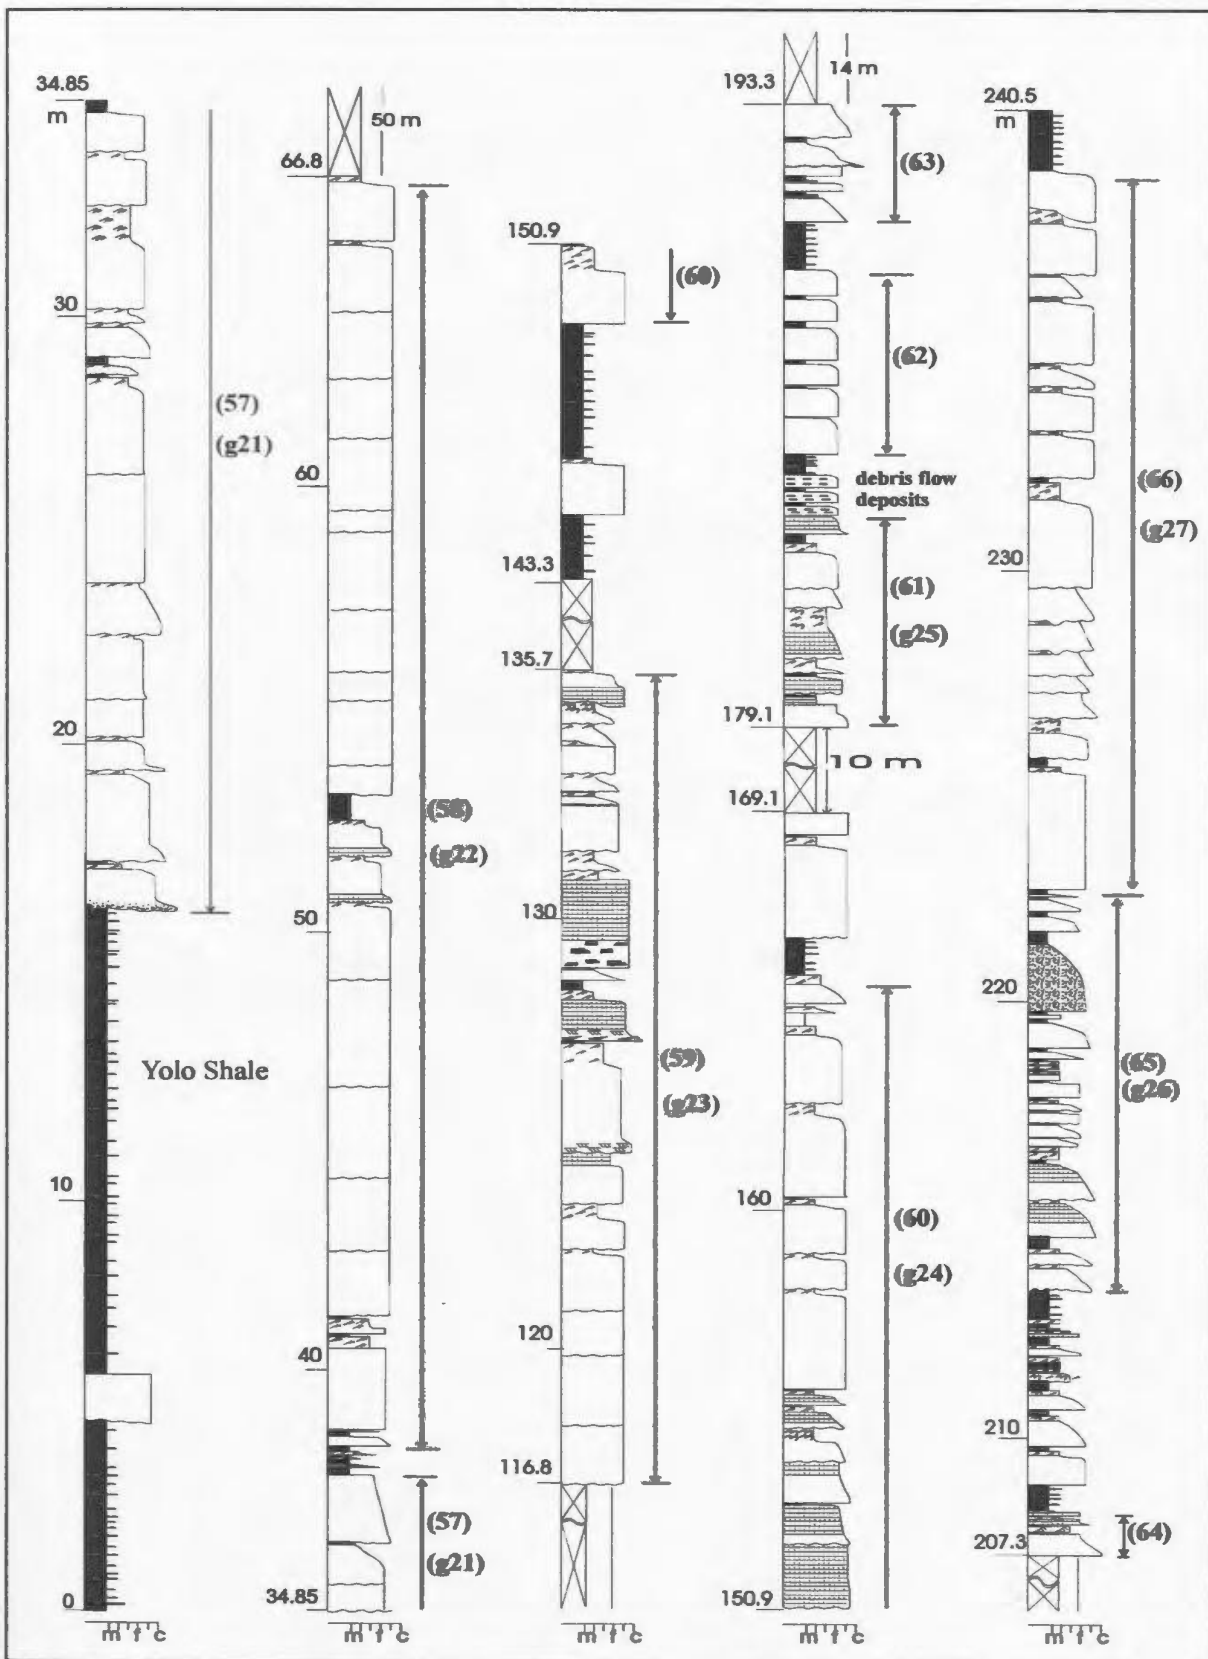 34.85
m
30
(57)
(g21)
20
Yolo Shale
10
0
m f c
50 m
66.8
60
(58)
(g22)
50
40
(57)
(g21)
34.85
m f c
150.9
(60)
143.3
135.7
130
(59)
(g23)
120
116.8
m f c
14 m
193.3
(63)
(62)
debris flow
deposits
(61)
(g25)
179.1
10 m
169.1
160
(60)
(g24)
150.9
m f c
240.5
m
(66)
(g27)
230
220
(65)
(g26)
210
(64)
207.3
m f c